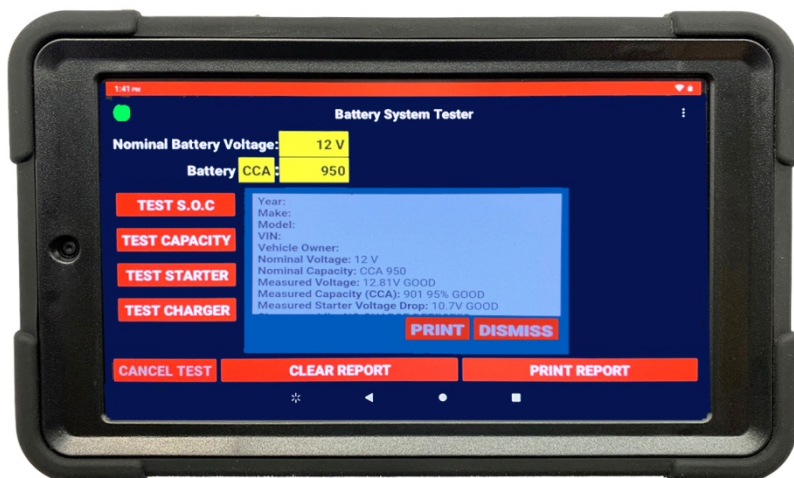 1:41 PM
Battery System Tester
Nominal Battery Voltage: 12 V
Battery CCA : 950
TEST S.O.C
TEST CAPACITY
TEST STARTER
TEST CHARGER
Year:
Make:
Model:
VIN:
Vehicle Owner:
Nominal Voltage: 12 V
Nominal Capacity: CCA 950
Measured Voltage: 12.81V GOOD
Measured Capacity (CCA): 901 95% GOOD
Measured Starter Voltage Drop: 10.7V GOOD
PRINT DISMISS
CANCEL TEST CLEAR REPORT PRINT REPORT